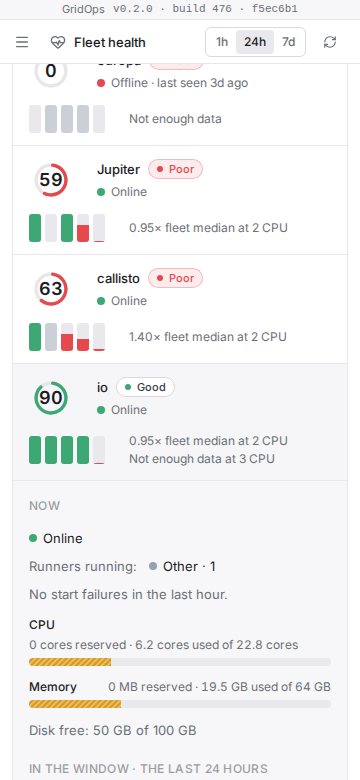 GridOps v0.2.0 · build 476 · f5ec6b1
Fleet health
1h 24h 7d
0
Offline · last seen 3d ago
Not enough data
59
Jupiter
Poor
Online
0.95× fleet median at 2 CPU
63
callisto
Poor
Online
1.40× fleet median at 2 CPU
90
io
Good
Online
0.95× fleet median at 2 CPU
Not enough data at 3 CPU
NOW
Online
Runners running: Other · 1
No start failures in the last hour.
CPU
0 cores reserved · 6.2 cores used of 22.8 cores
Memory 0 MB reserved · 19.5 GB used of 64 GB
Disk free: 50 GB of 100 GB
IN THE WINDOW · THE LAST 24 HOURS